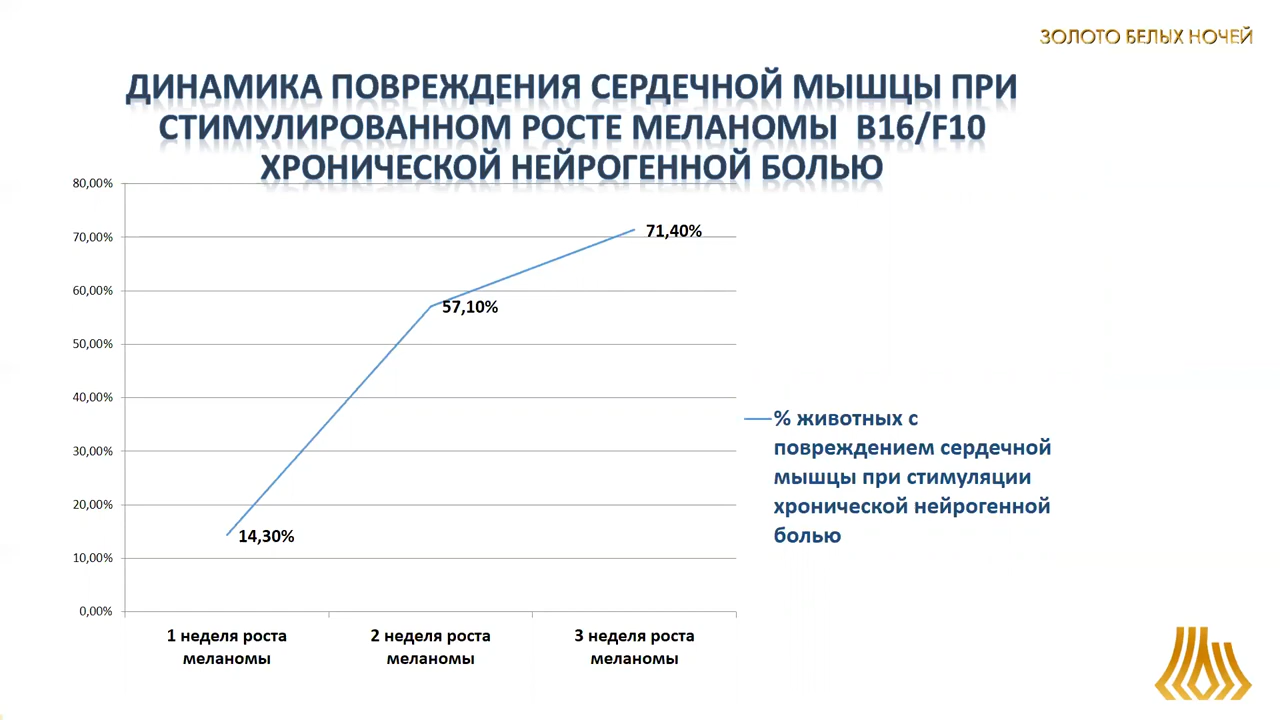 ЗОЛОТО БЕЛЫХ НОЧЕЙ
ДИНАМИКА ПОВРЕЖДЕНИЯ СЕРДЕЧНОЙ МЫШЦЫ ПРИ
СТИМУЛИРОВАННОМ РОСТЕ МЕЛАНОМЫ B16/F10
ХРОНИЧЕСКОЙ НЕЙРОГЕННОЙ БОЛЬЮ
80,00%
70,00%
60,00%
50,00%
40,00%
30,00%
20,00%
10,00%
0,00%
71,40%
57,10%
14,30%
1 неделя роста
меланомы
2 неделя роста
меланомы
3 неделя роста
меланомы
% животных с
повреждением сердечной
мышцы при стимуляции
хронической нейрогенной
болью